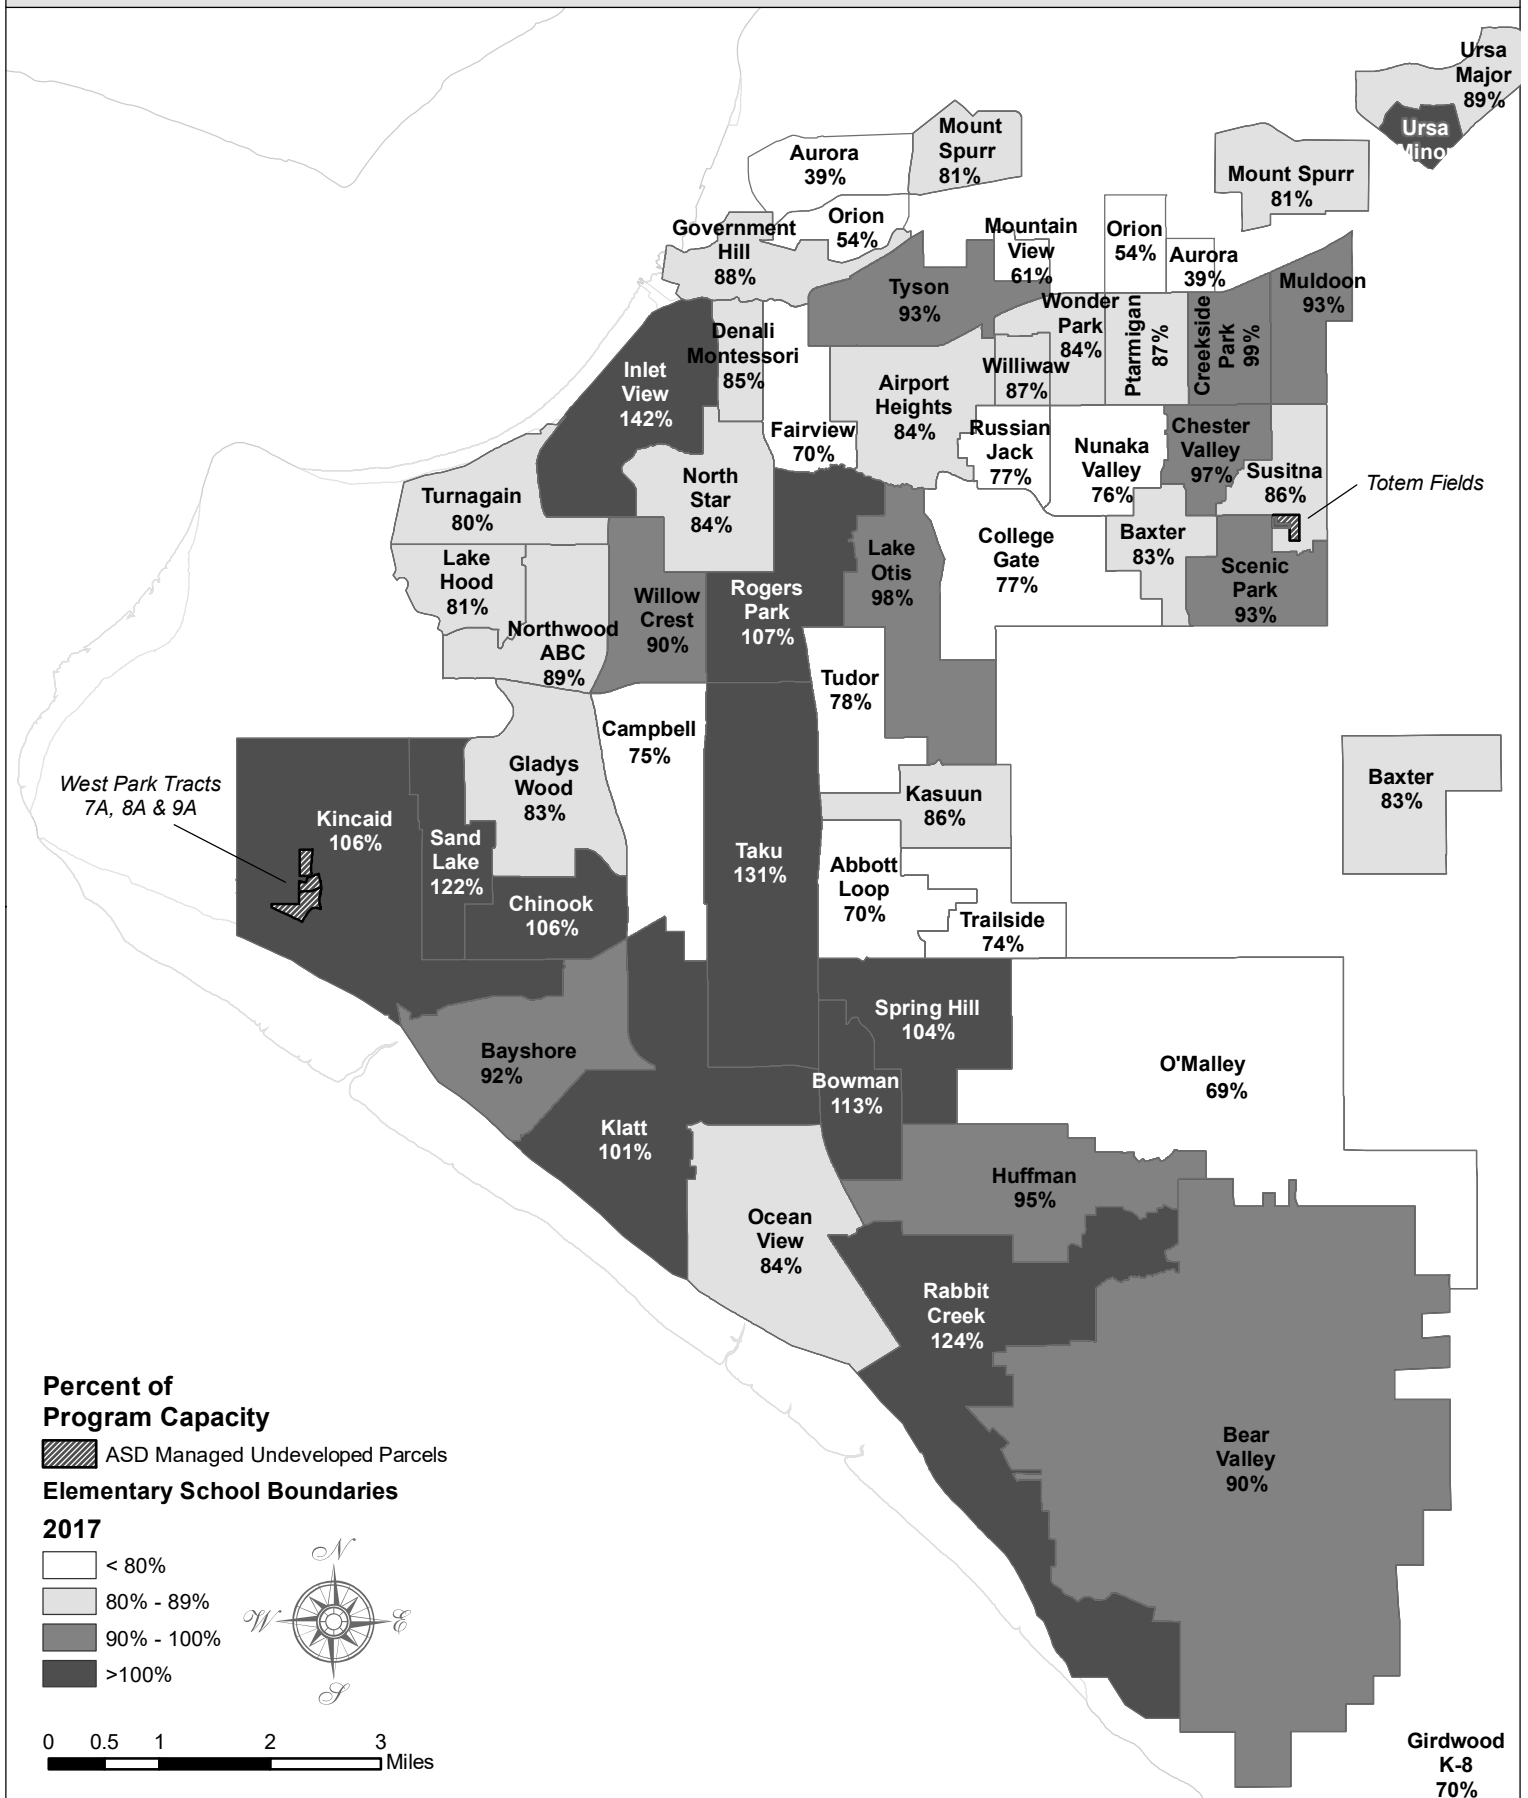 Ursa
Major
89%
Ursa
Minor
Mount
Spurr
81%
Aurora
39%
Mount Spurr
81%
Orion
54%
Government
Hill
88%
Mountain
View
61%
Orion
54%
Aurora
39%
Muldoon
93%
Tyson
93%
Wonder
Park
84%
Ptarmigan
87%
Creekside
Park
99%
Denali
Montessori
85%
Inlet
View
142%
Williwaw
87%
Airport
Heights
84%
Fairview
70%
Russian
Jack
77%
Nunaka
Valley
76%
Chester
Valley
97%
Susitna
86%
Totem Fields
North
Star
84%
Turnagain
80%
Baxter
83%
College
Gate
77%
Lake
Otis
98%
Scenic
Park
93%
Lake
Hood
81%
Willow
Crest
90%
Rogers
Park
107%
Northwood
ABC
89%
Tudor
78%
Campbell
75%
Gladys
Wood
83%
West Park Tracts
7A, 8A & 9A
Kincaid
106%
Sand
Lake
122%
Kasuun
86%
Baxter
83%
Taku
131%
Abbott
Loop
70%
Chinook
106%
Trailside
74%
Spring Hill
104%
Bayshore
92%
Bowman
113%
O'Malley
69%
Klatt
101%
Huffman
95%
Ocean
View
84%
Rabbit
Creek
124%
Bear
Valley
90%
Percent of
Program Capacity
ASD Managed Undeveloped Parcels
Elementary School Boundaries
2017
< 80%
80% - 89%
90% - 100%
>100%
N
W
E
S
0 0.5 1 2 3
Miles
Girdwood
K-8
70%